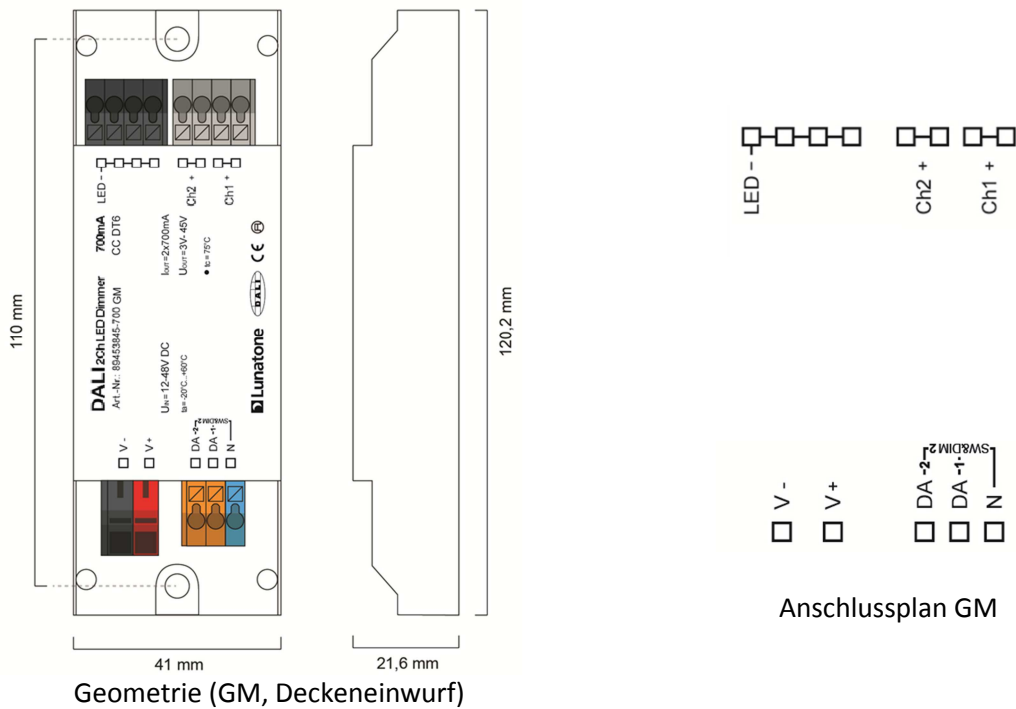 LED -
Ch2 +
Ch1 +
DALI 2Ch LED Dimmer 700mA
Art.-Nr.: 89453845-700 GM CC DT6
UIN=12-48V DC IOUT=2x700mA
ta=-20°C...+60°C UOUT=3V- 45V
• tc = 75°C
Lunatone DALI CE
V -
V +
DA -2
DA -1-
N
SW&DIM 2
110 mm
120,2 mm
41 mm
21,6 mm
Geometrie (GM, Deckeneinwurf)
LED -
Ch2 +
Ch1 +
V -
V +
DA -2
DA -1-
N
SW&DIM 2
Anschlussplan GM